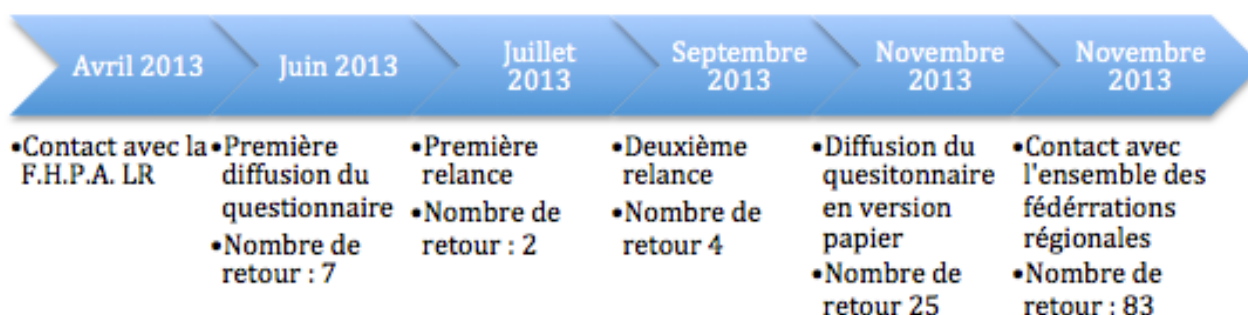 Avril 2013
Juin 2013
Juillet
2013
Septembre
2013
Novembre
2013
Novembre
2013
•Contact avec la
F.H.P.A. LR
•Première
diffusion du
questionnaire
•Nombre de
retour : 7
•Première
relance
•Nombre de
retour : 2
•Deuxième
relance
•Nombre de
retour 4
•Diffusion du
quesitonnaire
en version
papier
•Nombre de
retour 25
•Contact avec
l'ensemble des
fédérrations
régionales
•Nombre de
retour : 83